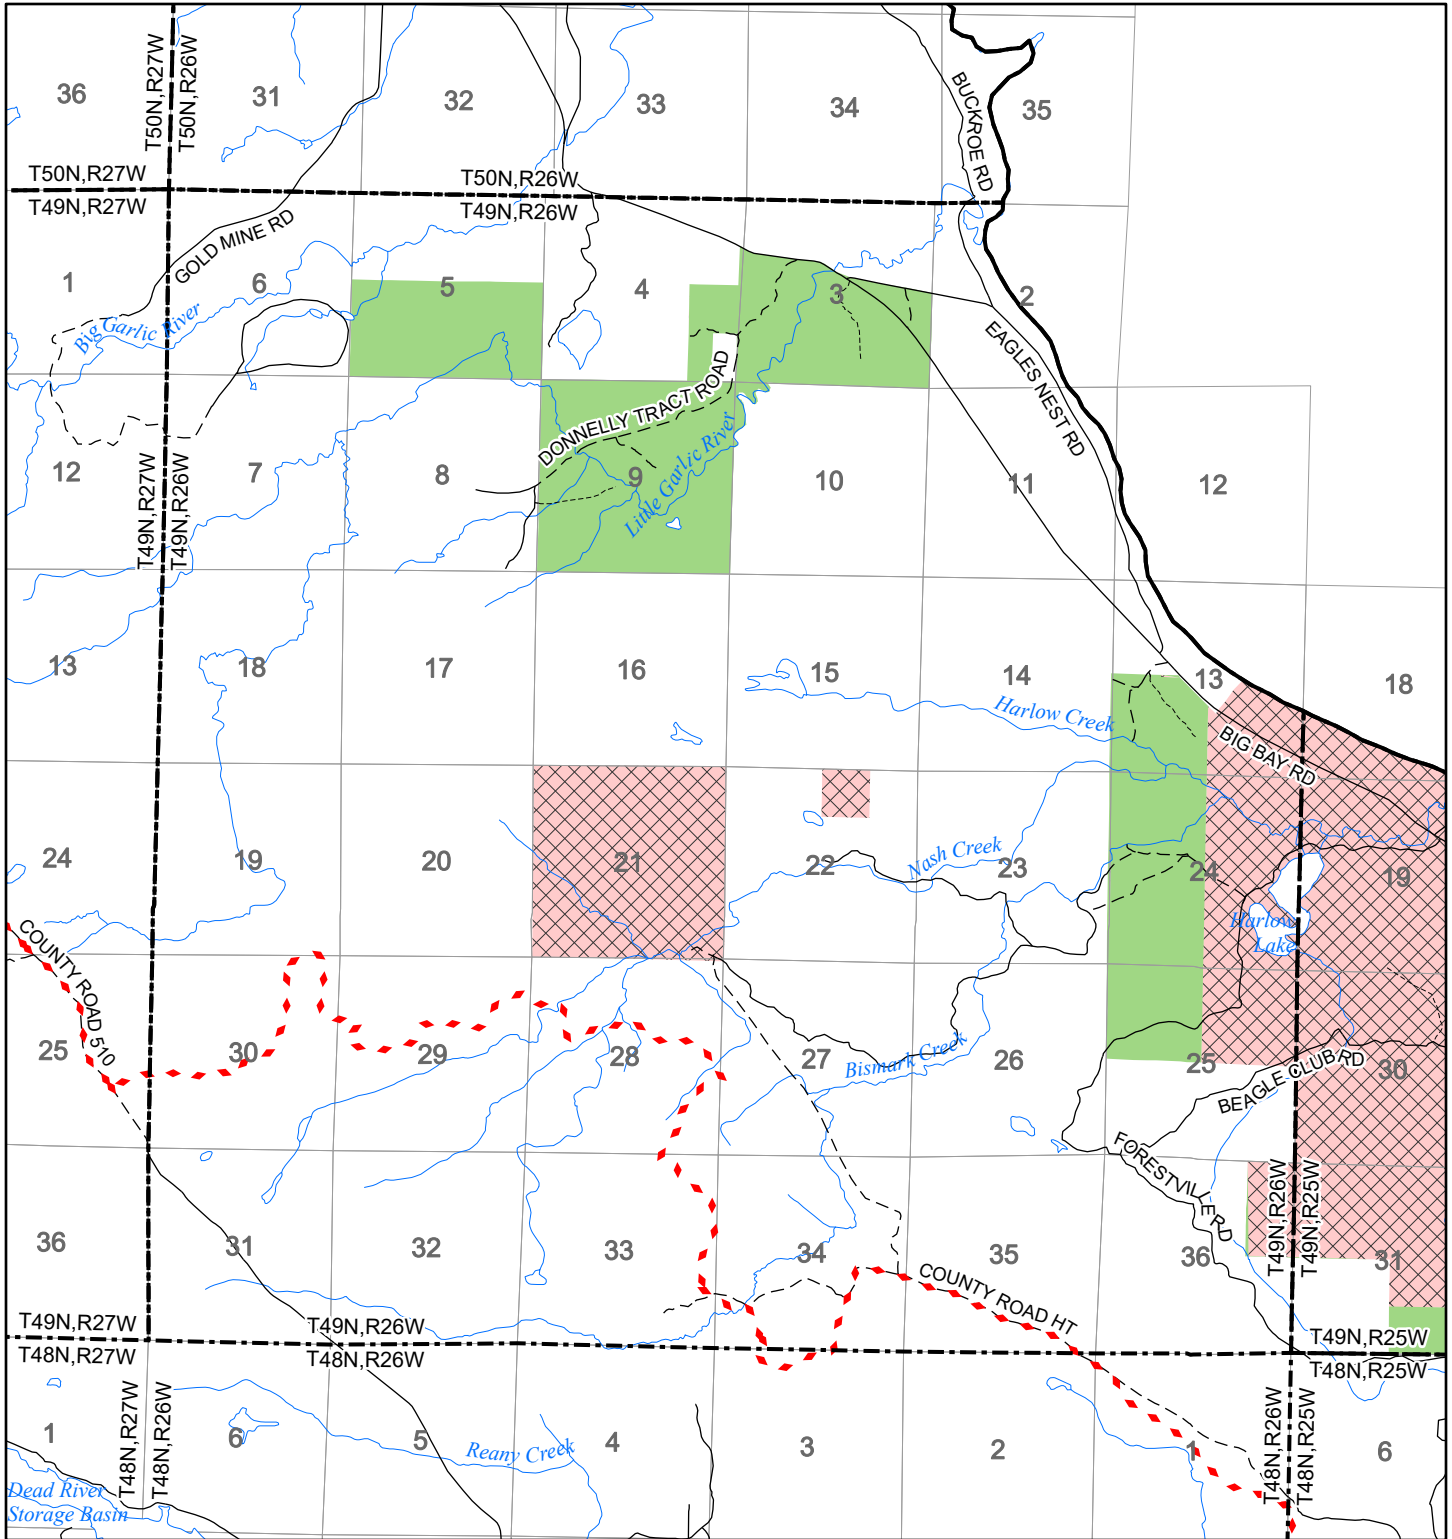 36
31
32
33
34
35
T50N,R27W
T50N,R26W
BUCKROE RD
T50N,R27W
T49N,R27W
T50N,R26W
T49N,R26W
GOLD MINE RD
1
6
5
4
3
2
Big Garlic River
EAGLES NEST RD
DONNELLY TRACT ROAD
Little Garlic River
12
7
8
9
10
11
12
T49N,R27W
T49N,R26W
13
18
17
16
15
14
13
18
Harlow Creek
BIG BAY RD
24
19
20
21
22
23
24
19
Nash Creek
Harlow
Lake
COUNTY ROAD 510
25
30
29
28
27
26
25
30
Bismark Creek
BEAGLE CLUB RD
FORESTVILLE RD
36
31
32
33
34
35
36
31
T49N,R26W
T49N,R25W
COUNTY ROAD HT
T49N,R27W
T48N,R27W
T49N,R26W
T48N,R26W
T49N,R25W
T48N,R25W
T48N,R27W
T48N,R26W
T48N,R26W
T48N,R25W
1
6
5
4
3
2
1
6
Reany Creek
Dead River
Storage Basin